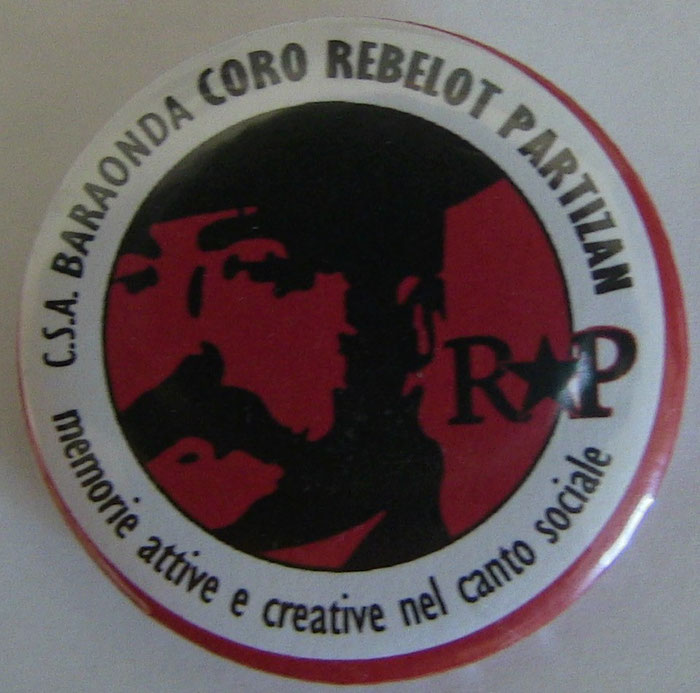 C.S.A. BARAONDA CORO REBELOT PARTIZAN
R★P
memorie attive e creative nel canto sociale